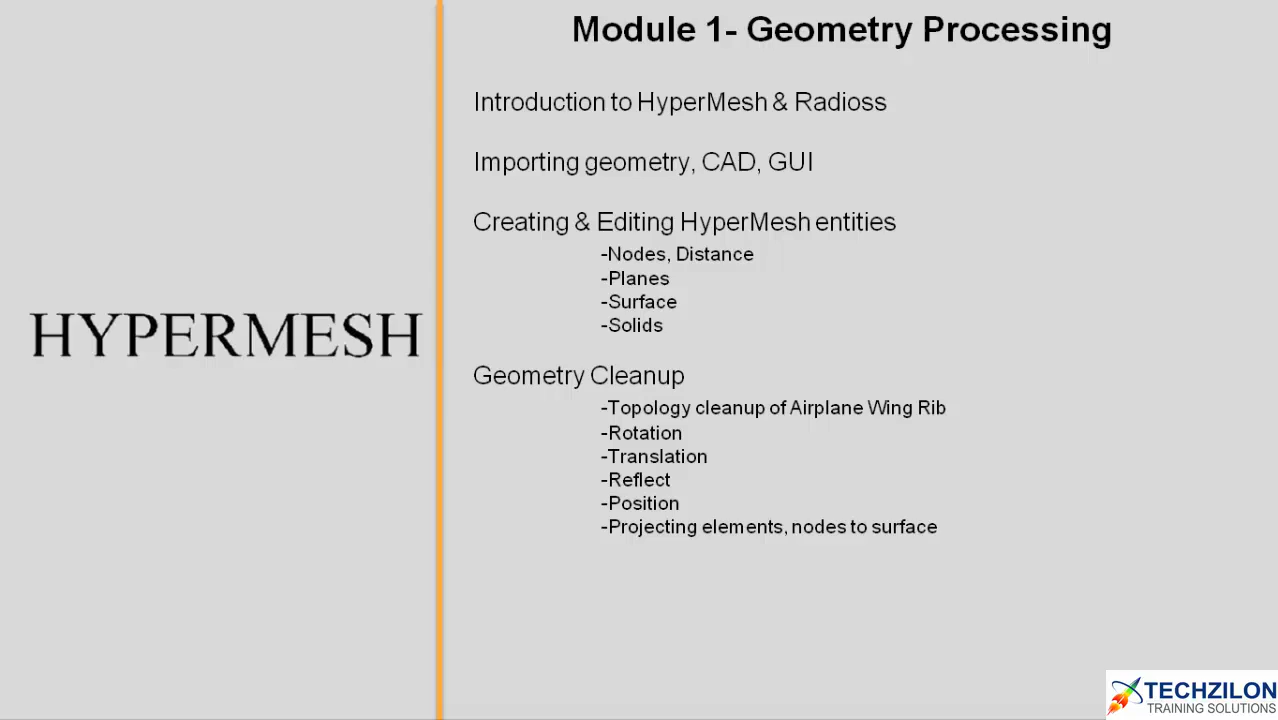 Module 1- Geometry Processing
Introduction to HyperMesh & Radioss
Importing geometry, CAD, GUI
Creating & Editing HyperMesh entities
-Nodes, Distance
-Planes
-Surface
-Solids
HYPERMESH
Geometry Cleanup
-Topology cleanup of Airplane Wing Rib
-Rotation
-Translation
-Reflect
-Position
-Projecting elements, nodes to surface
TECHZILON
TRAINING SOLUTIONS